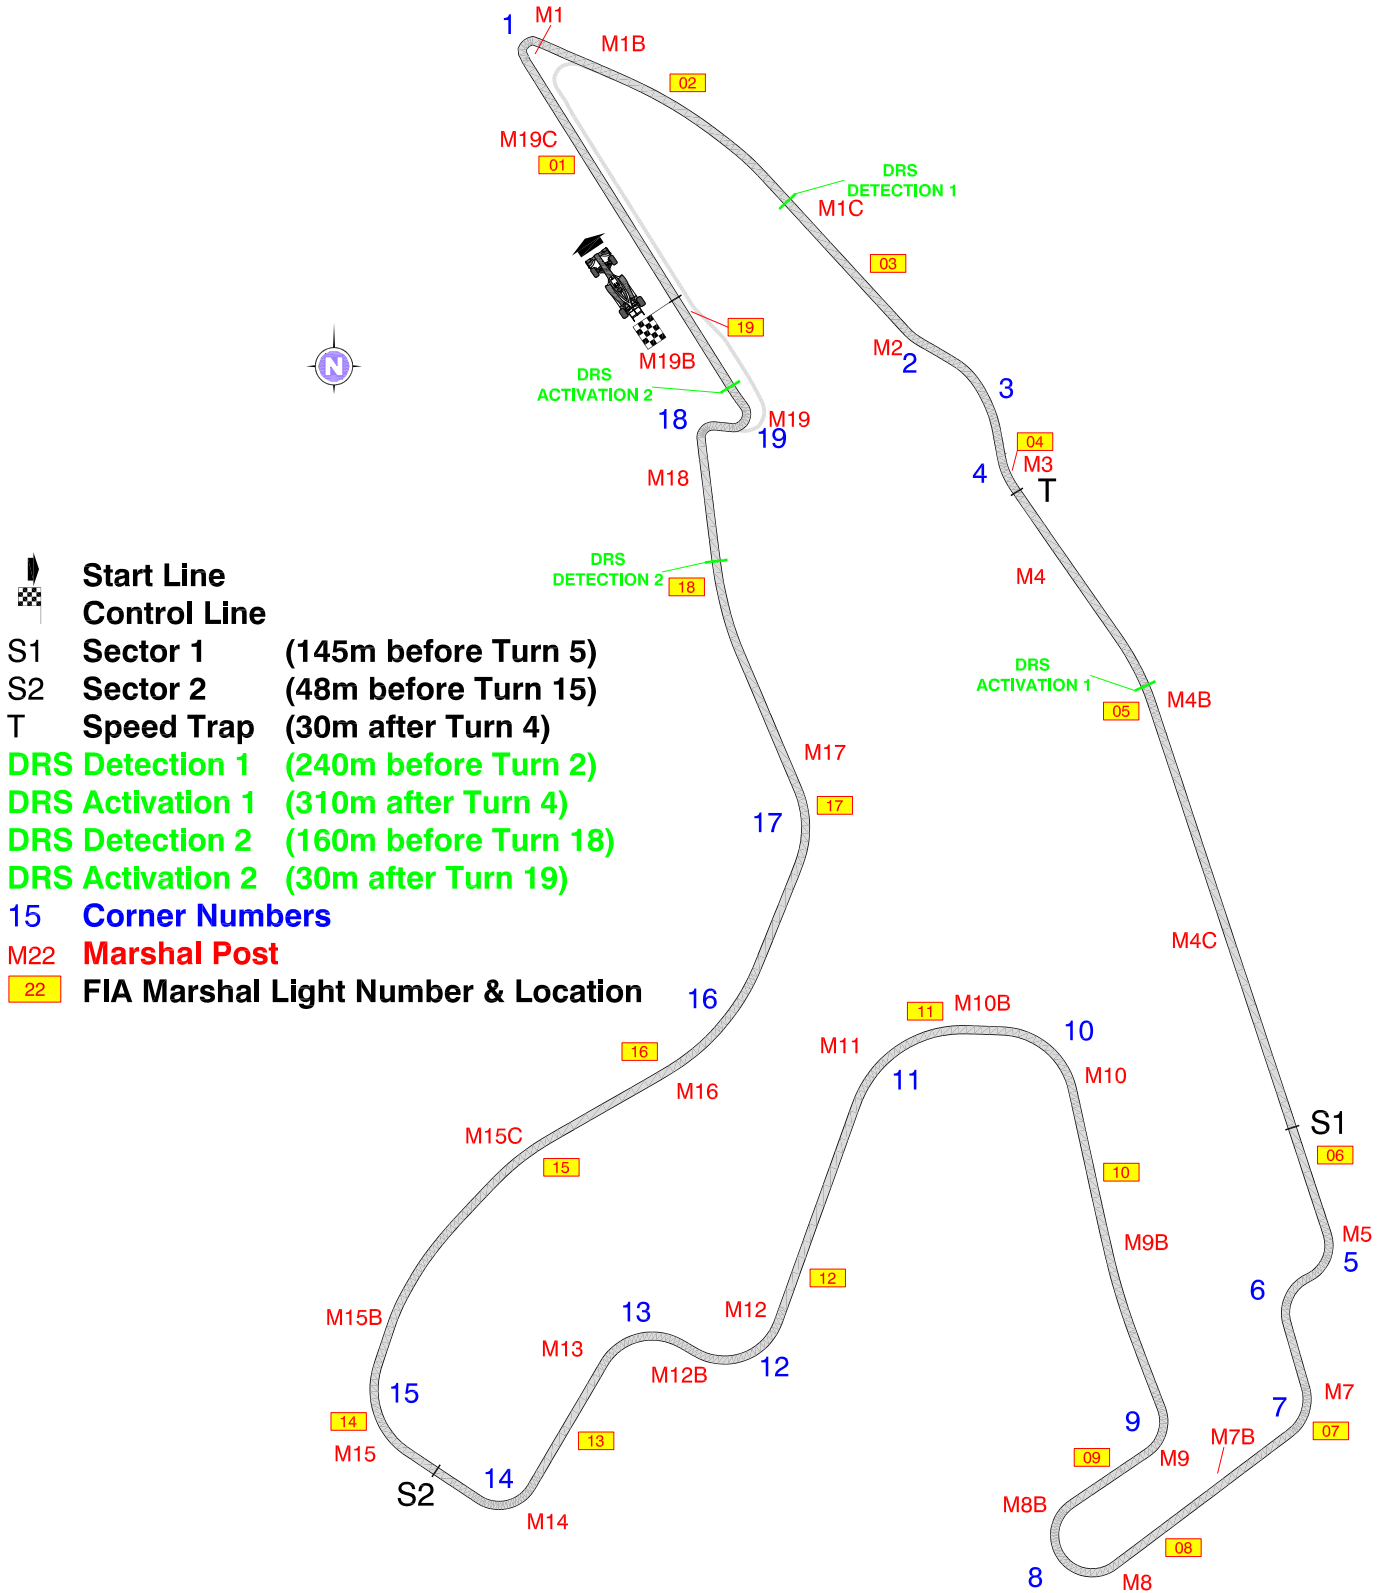 1
M1
M1B
02
M19C
01
DRS
DETECTION 1
M1C
03
19
M2
2
M19B
N
DRS
ACTIVATION 2
3
18
M19
19
04
M3
4
T
M18
DRS
DETECTION 2
18
M4
Start Line
Control Line
S1 Sector 1 (145m before Turn 5)
S2 Sector 2 (48m before Turn 15)
T Speed Trap (30m after Turn 4)
DRS Detection 1 (240m before Turn 2)
DRS Activation 1 (310m after Turn 4)
DRS Detection 2 (160m before Turn 18)
DRS Activation 2 (30m after Turn 19)
15 Corner Numbers
M22 Marshal Post
22 FIA Marshal Light Number & Location
DRS
ACTIVATION 1
M4B
05
M17
17
17
M4C
16
M10B
11
10
16
M11
11
M10
M16
S1
M15C
15
06
10
M5
M9B
5
12
6
M15B
M12
13
M13
12
M12B
15
M7
14
9
7
07
M15
13
M7B
09
M9
14
S2
M8B
M14
08
8
M8